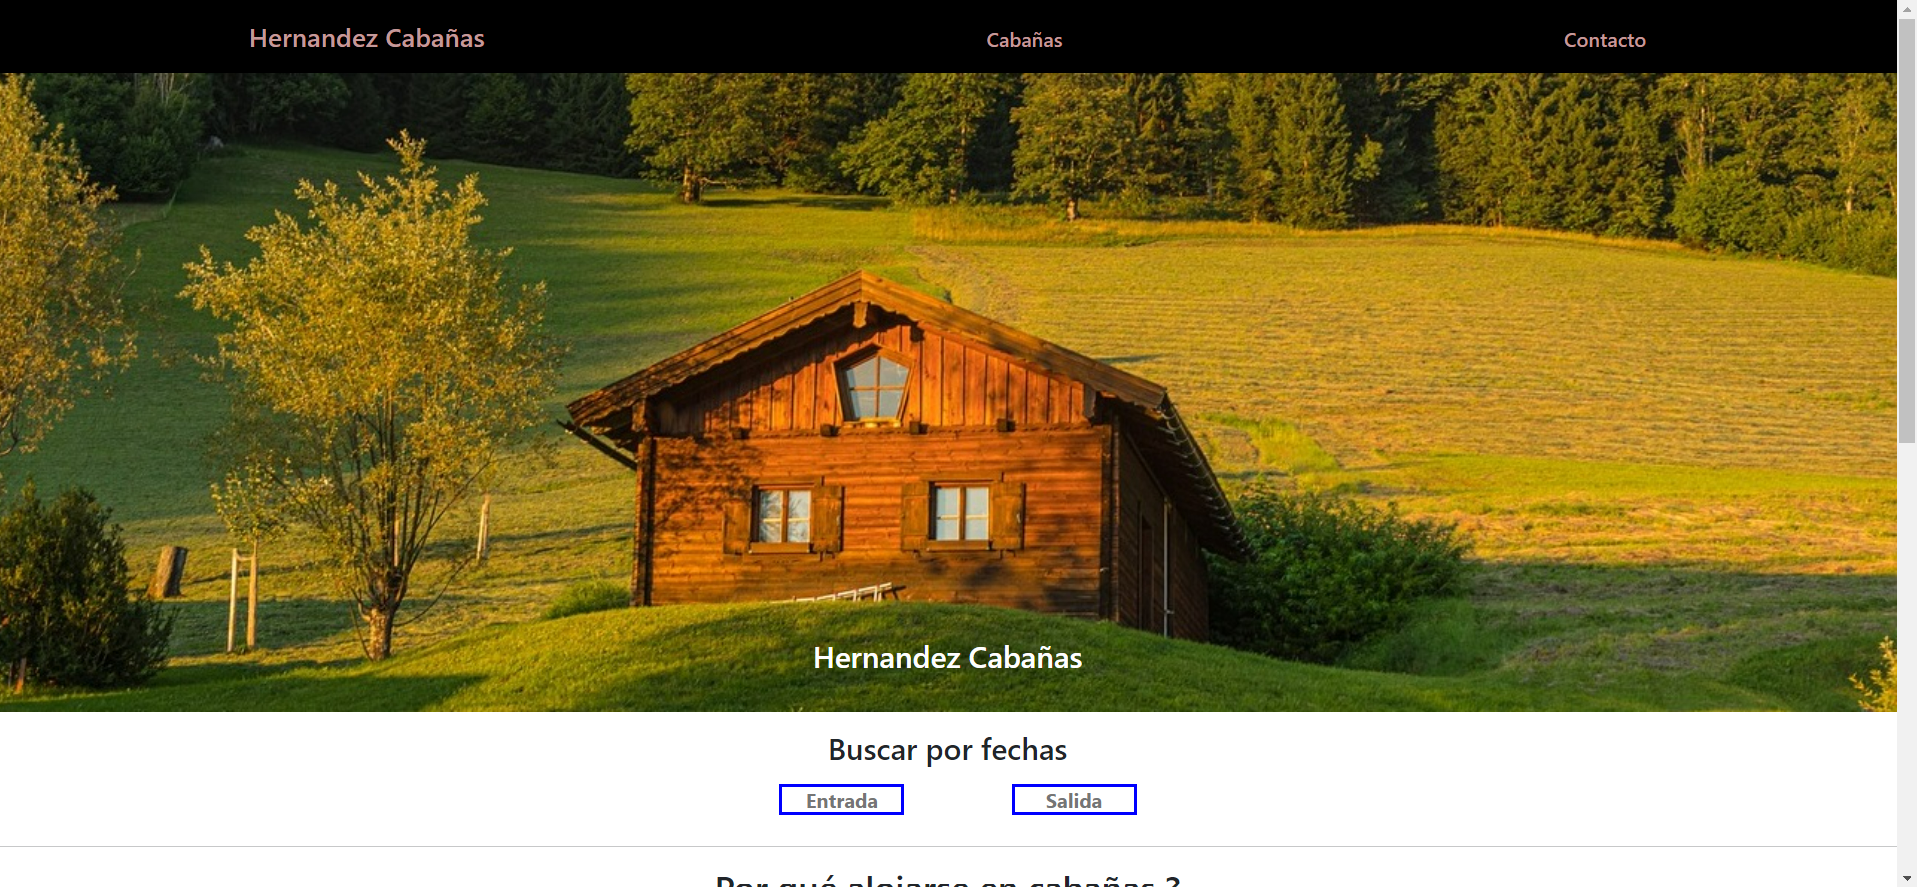 Hernandez Cabañas
Cabañas
Contacto
Hernandez Cabañas
Buscar por fechas
Entrada
Salida
Por qué alojarse en cabañas ?